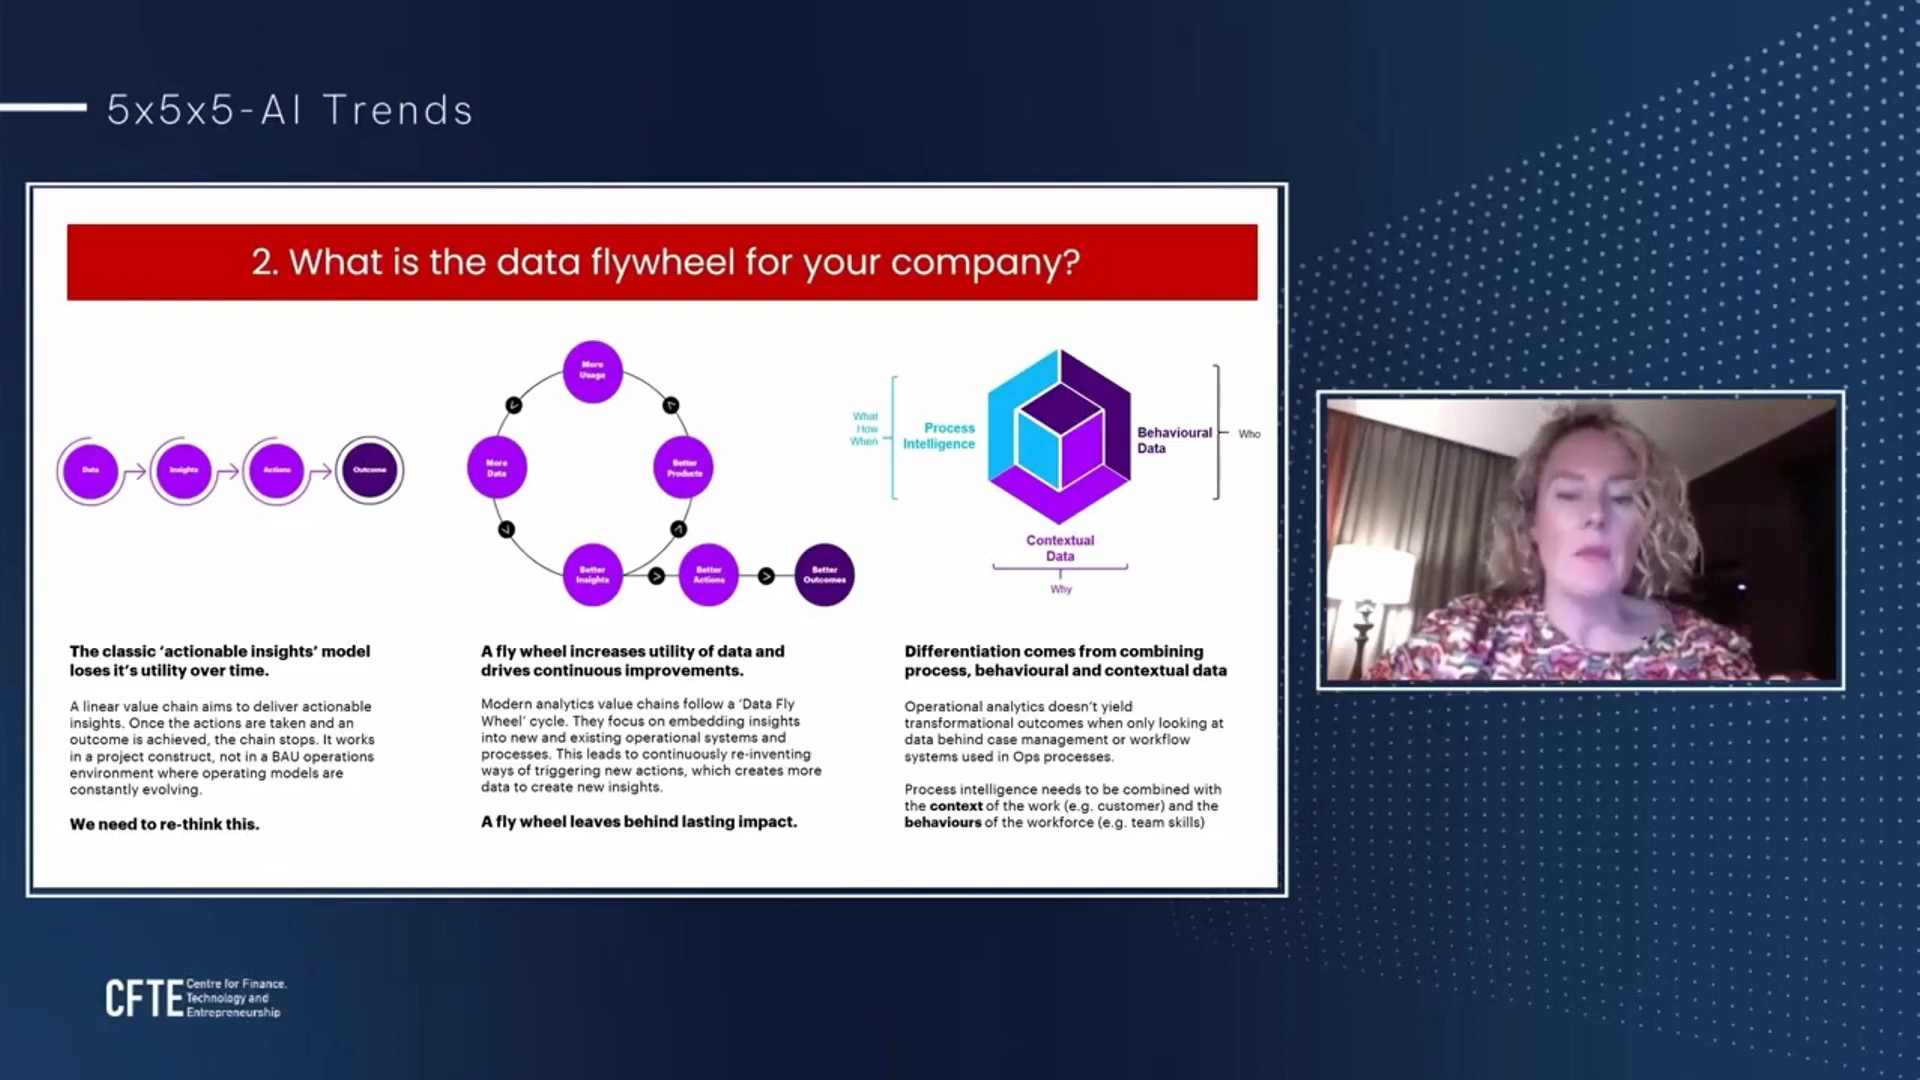 5x5x5-AI Trends
2. What is the data flywheel for your company?
Data
Insights
Actions
Outcome
More
Usage
More
Data
Better
Products
Better
Insights
Better
Actions
Better
Outcomes
What
How
When
Process
Intelligence
Behavioural
Data
Who
Contextual
Data
Why
The classic ‘actionable insights’ model
loses it’s utility over time.
A linear value chain aims to deliver actionable
insights. Once the actions are taken and an
outcome is achieved, the chain stops. It works
in a project construct, not in a BAU operations
environment where operating models are
constantly evolving.
We need to re-think this.
A fly wheel increases utility of data and
drives continuous improvements.
Modern analytics value chains follow a ‘Data Fly
Wheel’ cycle. They focus on embedding insights
into new and existing operational systems and
processes. This leads to continuously re-inventing
ways of triggering new actions, which creates more
data to create new insights.
A fly wheel leaves behind lasting impact.
Differentiation comes from combining
process, behavioural and contextual data
Operational analytics doesn’t yield
transformational outcomes when only looking at
data behind case management or workflow
systems used in Ops processes.
Process intelligence needs to be combined with
the context of the work (e.g. customer) and the
behaviours of the workforce (e.g. team skills)
CFTE
Centre for Finance,
Technology and
Entrepreneurship